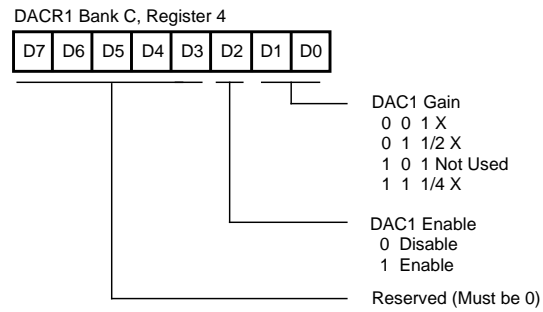 DACR1 Bank C, Register 4
D7 D6 D5 D4 D3 D2 D1 D0
DAC1 Gain
0 0 1 X
0 1 1/2 X
1 0 1 Not Used
1 1 1/4 X
DAC1 Enable
0 Disable
1 Enable
Reserved (Must be 0)